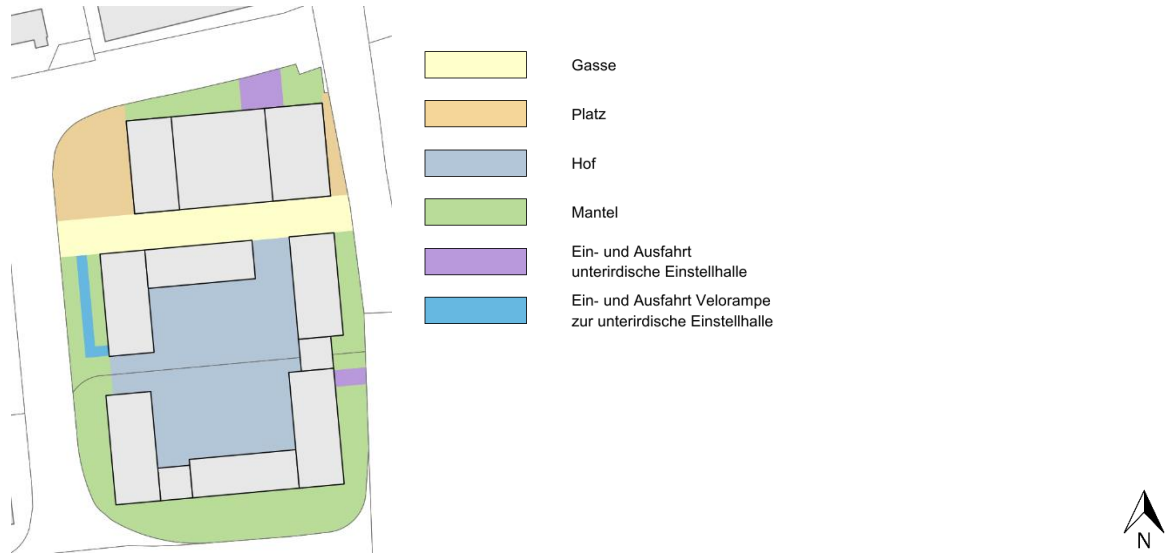 Gasse
Platz
Hof
Mantel
Ein- und Ausfahrt
unterirdische Einstellhalle
Ein- und Ausfahrt Velorampe
zur unterirdische Einstellhalle
N